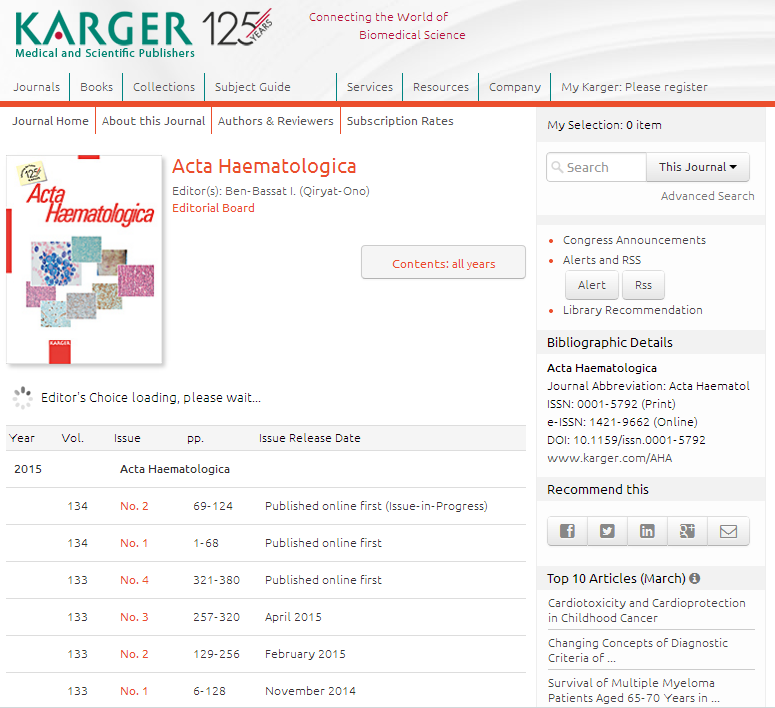 KARGER 125 YEARS
Medical and Scientific Publishers
Connecting the World of
Biomedical Science
Journals Books Collections Subject Guide Services Resources Company My Karger: Please register
Journal Home About this Journal Authors & Reviewers Subscription Rates
125
Acta
Hæmatologica
KARGER
Acta Haematologica
Editor(s): Ben-Bassat I. (Qiryat-Ono)
Editorial Board
Contents: all years
Editor's Choice loading, please wait...
Year Vol. Issue pp. Issue Release Date
2015 Acta Haematologica
134 No. 2 69-124 Published online first (Issue-in-Progress)
134 No. 1 1-68 Published online first
133 No. 4 321-380 Published online first
133 No. 3 257-320 April 2015
133 No. 2 129-256 February 2015
133 No. 1 6-128 November 2014
My Selection: 0 item
Search This Journal
Advanced Search
Congress Announcements
Alerts and RSS
Alert Rss
Library Recommendation
Bibliographic Details
Acta Haematologica
Journal Abbreviation: Acta Haematol
ISSN: 0001-5792 (Print)
e-ISSN: 1421-9662 (Online)
DOI: 10.1159/issn.0001-5792
www.karger.com/AHA
Recommend this
Top 10 Articles (March)
Cardiotoxicity and Cardioprotection
in Childhood Cancer
Changing Concepts of Diagnostic
Criteria of ...
Survival of Multiple Myeloma
Patients Aged 65-70 Years in ...